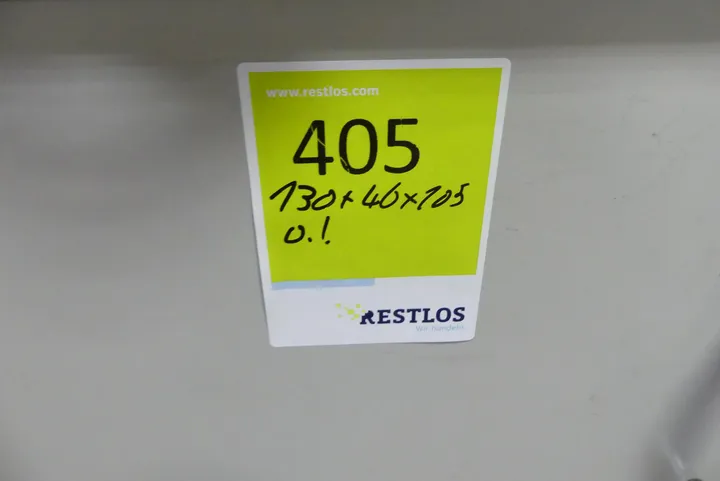 www.restlos.com
405
130x40x105
o.!
RESTLOS
Wir handeln.